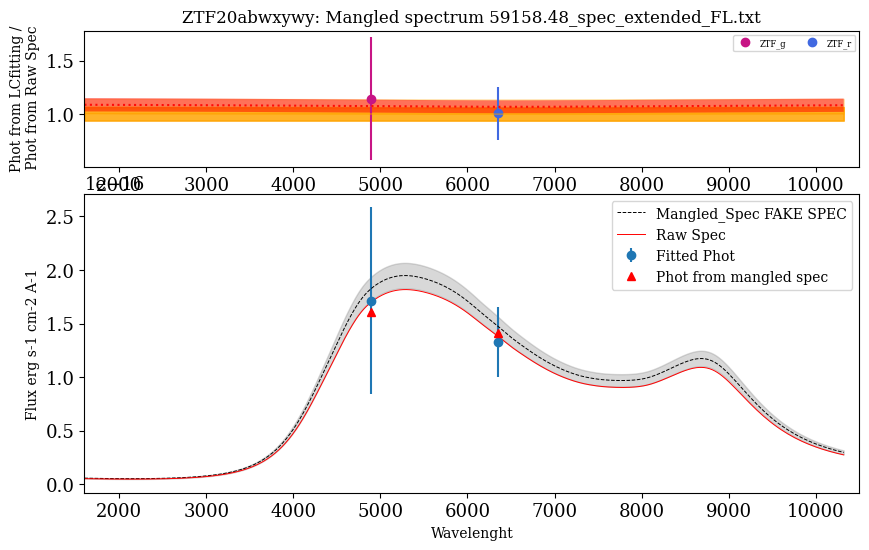 ZTF20abwxywy: Mangled spectrum 59158.48_spec_extended_FL.txt
Phot from LCfitting /
Phot from Raw Spec
1.5
1.0
ZTF_g
ZTF_r
2000 3000 4000 5000 6000 7000 8000 9000 10000
1e−16
Flux erg s-1 cm-2 A-1
2.5
2.0
1.5
1.0
0.5
0.0
Mangled_Spec FAKE SPEC
Raw Spec
Fitted Phot
Phot from mangled spec
2000 3000 4000 5000 6000 7000 8000 9000 10000
Wavelenght